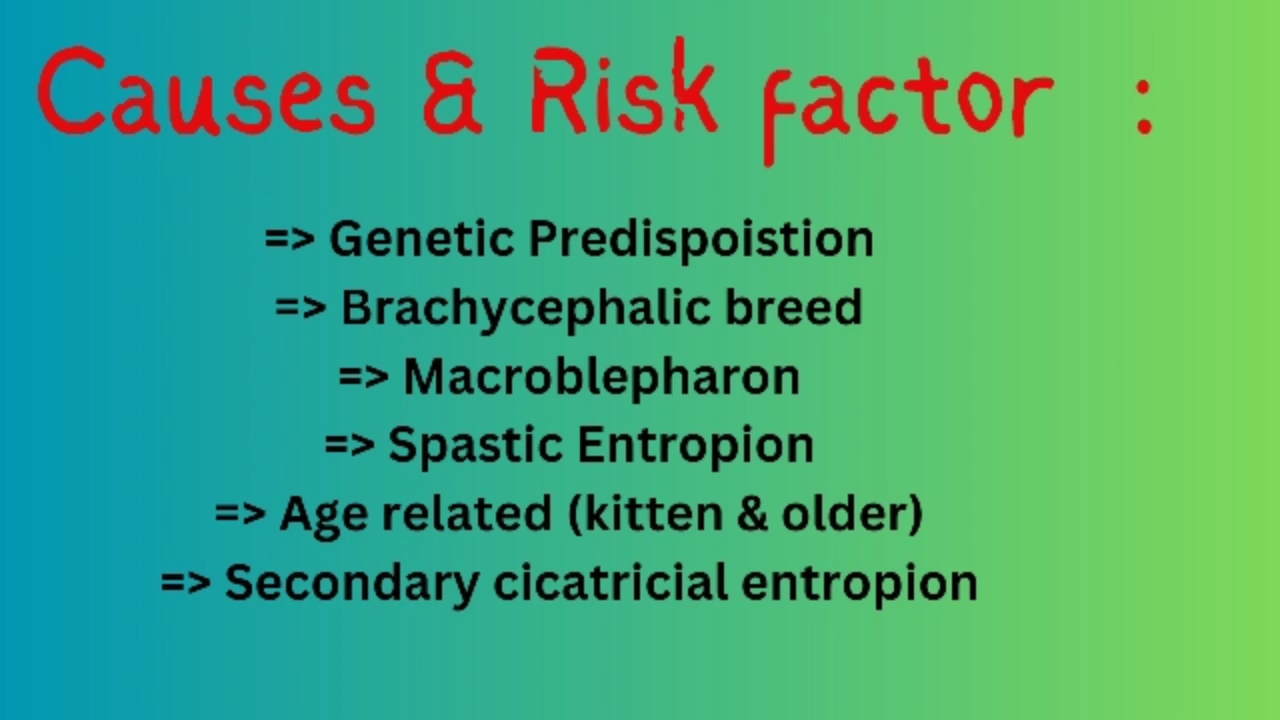 Causes & Risk factor :
=> Genetic Predispoistion
=> Brachycephalic breed
=> Macroblepharon
=> Spastic Entropion
=> Age related (kitten & older)
=> Secondary cicatricial entropion